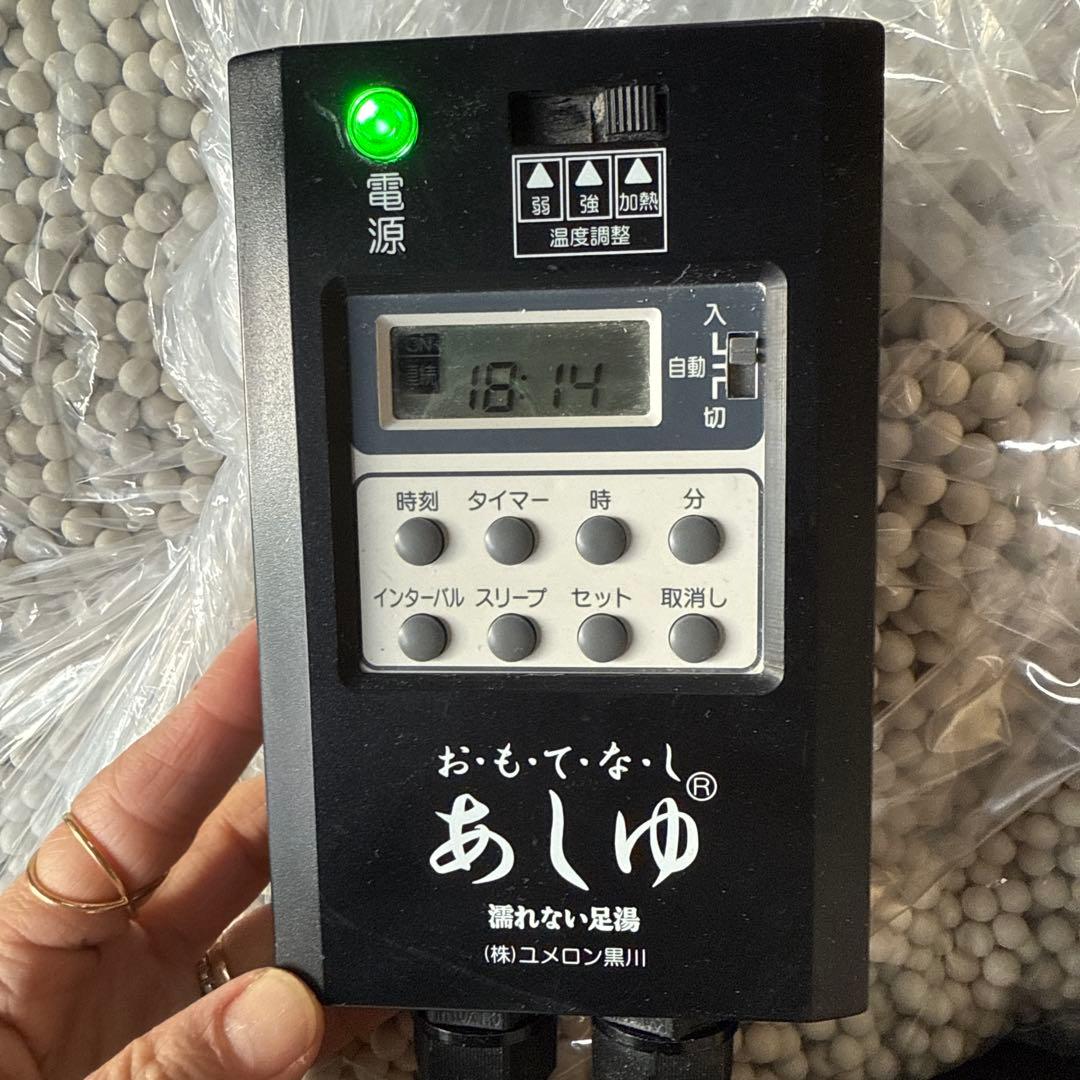 電源
弱 強 加熱
温度調整
ON
18:14
入
自動
切
時刻 タイマー 時 分
インターバル スリープ セット 取消し
お・も・て・な・し
あしゆ®
濡れない足湯
(株)ユメロン黒川